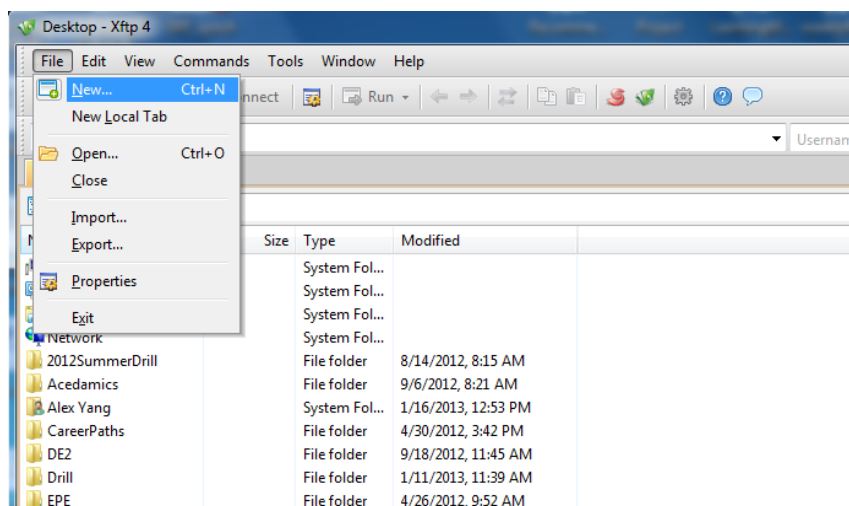 Desktop - Xftp 4
File Edit View Commands Tools Window Help
New... Ctrl+N
Run
New Local Tab
Open... Ctrl+O
Close
Import...
Export...
Size Type Modified
System Fol...
Properties
System Fol...
Exit
System Fol...
Network System Fol...
2012SummerDrill File folder 8/14/2012, 8:15 AM
Acedamics File folder 9/6/2012, 8:21 AM
Alex Yang System Fol... 1/16/2013, 12:53 PM
CareerPaths File folder 4/30/2012, 3:42 PM
DE2 File folder 9/18/2012, 11:45 AM
Drill File folder 1/11/2013, 11:39 AM
EPE File folder 4/26/2012, 9:52 AM